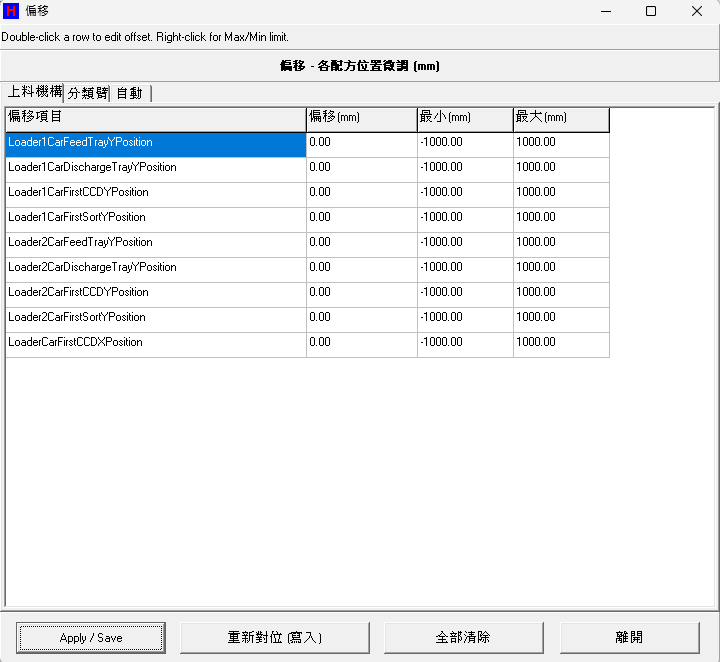 H 偏移
Double-click a row to edit offset. Right-click for Max/Min limit.
偏移 - 各配方位置微調 (mm)
上料機構 分類臂 自動
偏移項目 偏移(mm) 最小(mm) 最大(mm)
Loader1CarFeedTrayYPosition 0.00 -1000.00 1000.00
Loader1CarDischargeTrayYPosition 0.00 -1000.00 1000.00
Loader1CarFirstCCDYPosition 0.00 -1000.00 1000.00
Loader1CarFirstSortYPosition 0.00 -1000.00 1000.00
Loader2CarFeedTrayYPosition 0.00 -1000.00 1000.00
Loader2CarDischargeTrayYPosition 0.00 -1000.00 1000.00
Loader2CarFirstCCDYPosition 0.00 -1000.00 1000.00
Loader2CarFirstSortYPosition 0.00 -1000.00 1000.00
LoaderCarFirstCCDXPosition 0.00 -1000.00 1000.00
Apply / Save 重新對位 (寫入) 全部清除 離開